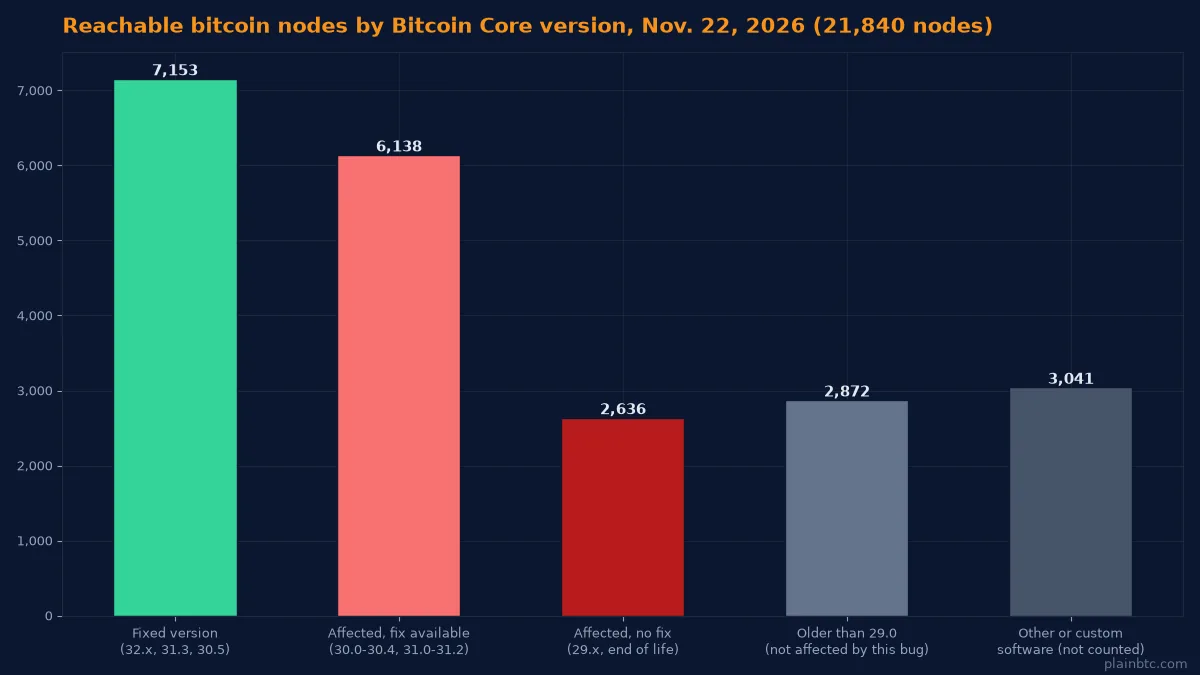 Reachable bitcoin nodes by Bitcoin Core version, Nov. 22, 2026 (21,840 nodes)
7,153
6,138
2,636
2,872
3,041
7,000
6,000
5,000
4,000
3,000
2,000
1,000
0
Fixed version
(32.x, 31.3, 30.5)
Affected, fix available
(30.0-30.4, 31.0-31.2)
Affected, no fix
(29.x, end of life)
Older than 29.0
(not affected by this bug)
Other or custom
software (not counted)
plainbtc.com